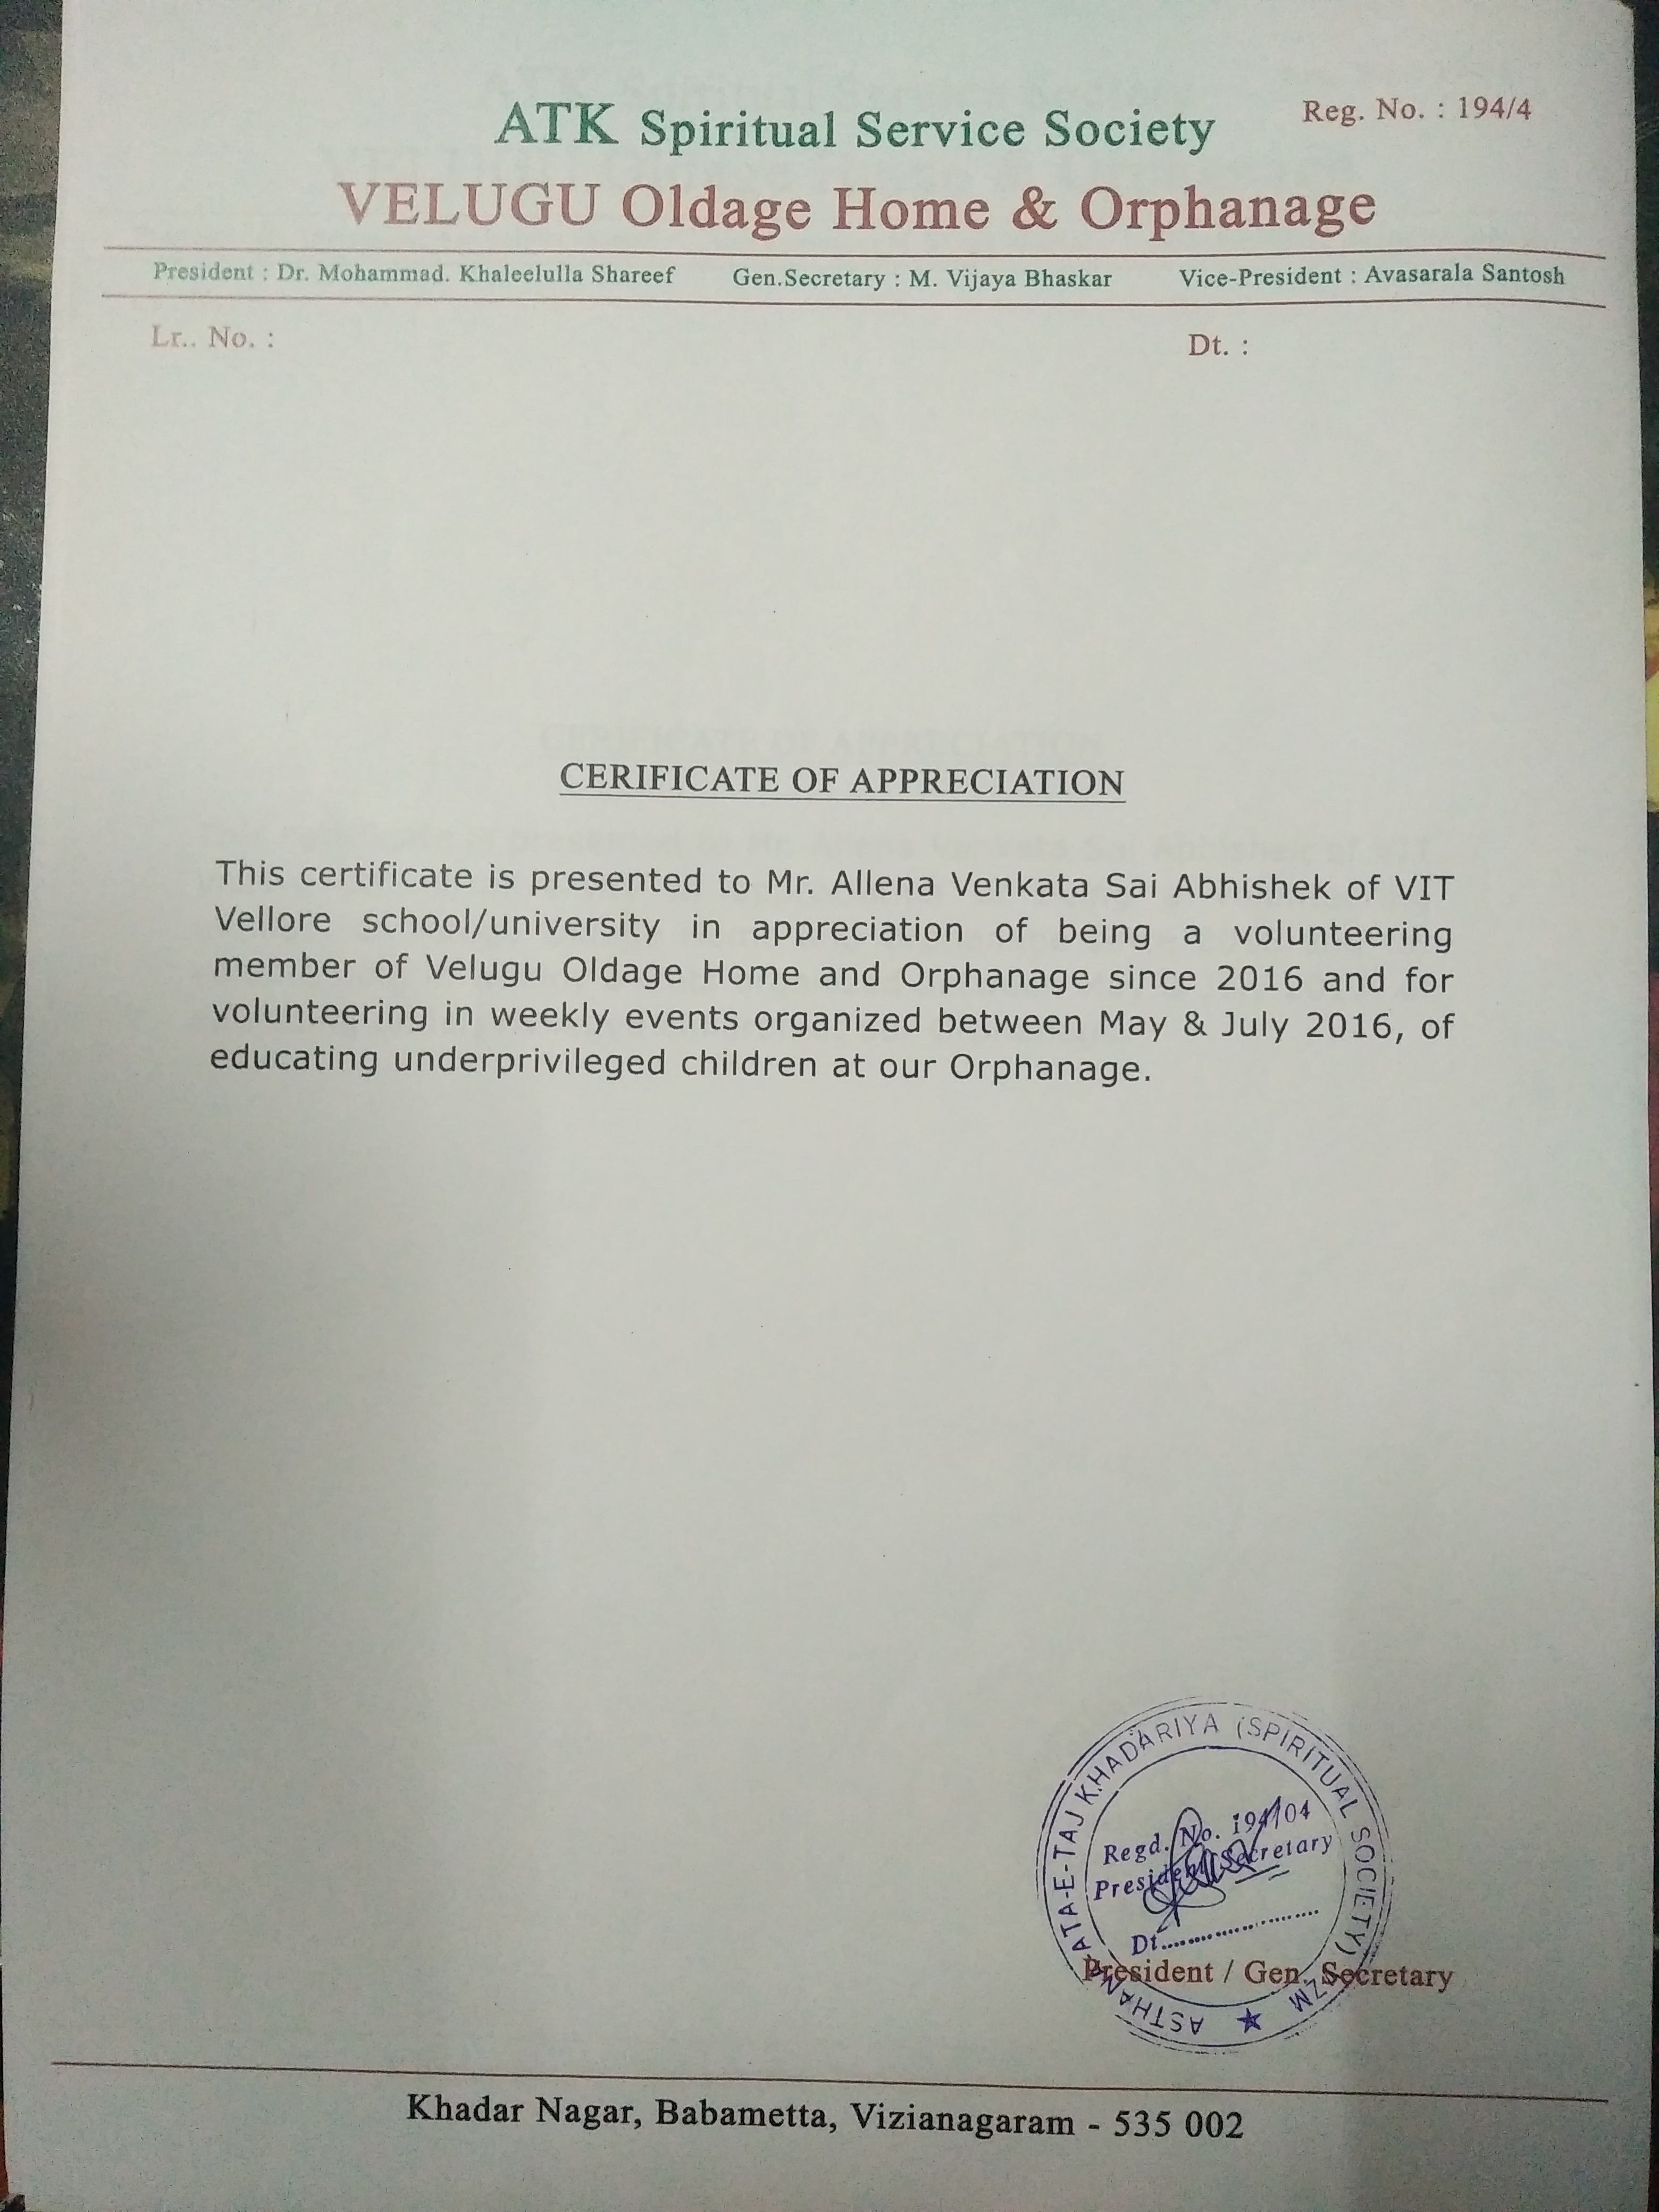 ATK Spiritual Service Society
Reg. No. : 194/4
VELUGU Oldage Home & Orphanage
President : Dr. Mohammad. Khaleelulla Shareef Gen.Secretary : M. Vijaya Bhaskar Vice-President : Avasarala Santosh
Lr.. No. :
Dt. :
CERIFICATE OF APPRECIATION
This certificate is presented to Mr. Allena Venkata Sai Abhishek of VIT
Vellore school/university in appreciation of being a volunteering
member of Velugu Oldage Home and Orphanage since 2016 and for
volunteering in weekly events organized between May & July 2016, of
educating underprivileged children at our Orphanage.
KHADARIYA (SPIRITUAL SOCIETY) VZM
Regd. No. 194/04
President/Secretary
Dt....................
President / Gen. Secretary
Khadar Nagar, Babametta, Vizianagaram - 535 002